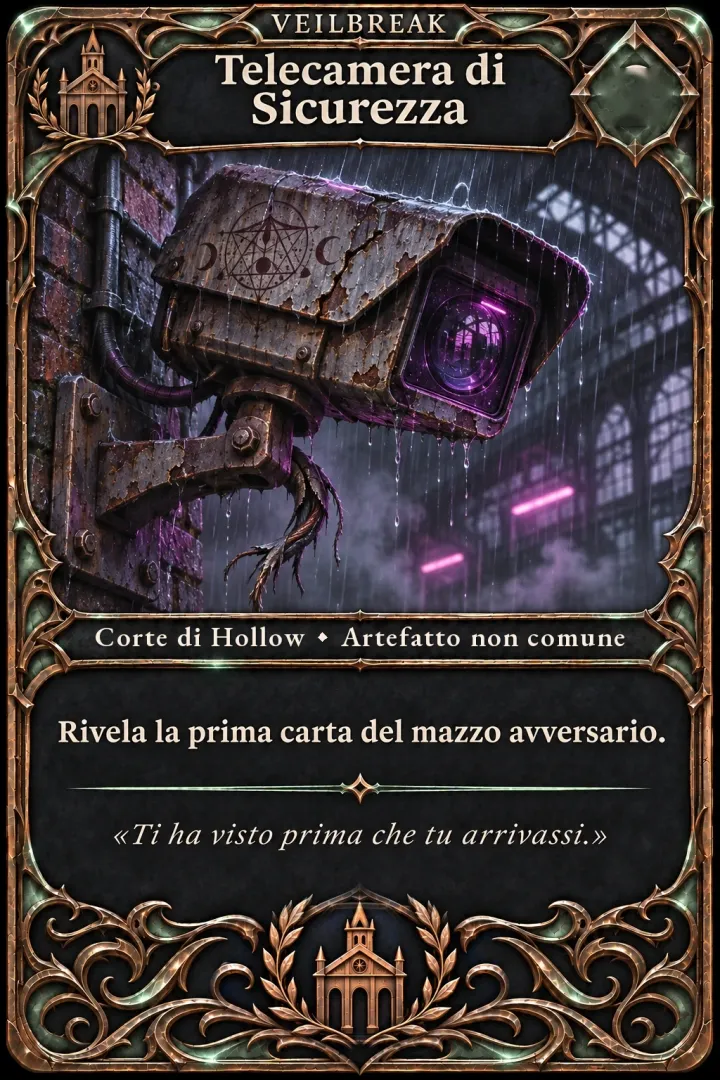 VEILBREAK
Telecamera di
Sicurezza
Corte di Hollow ⬥ Artefatto non comune
Rivela la prima carta del mazzo avversario.
«Ti ha visto prima che tu arrivassi.»